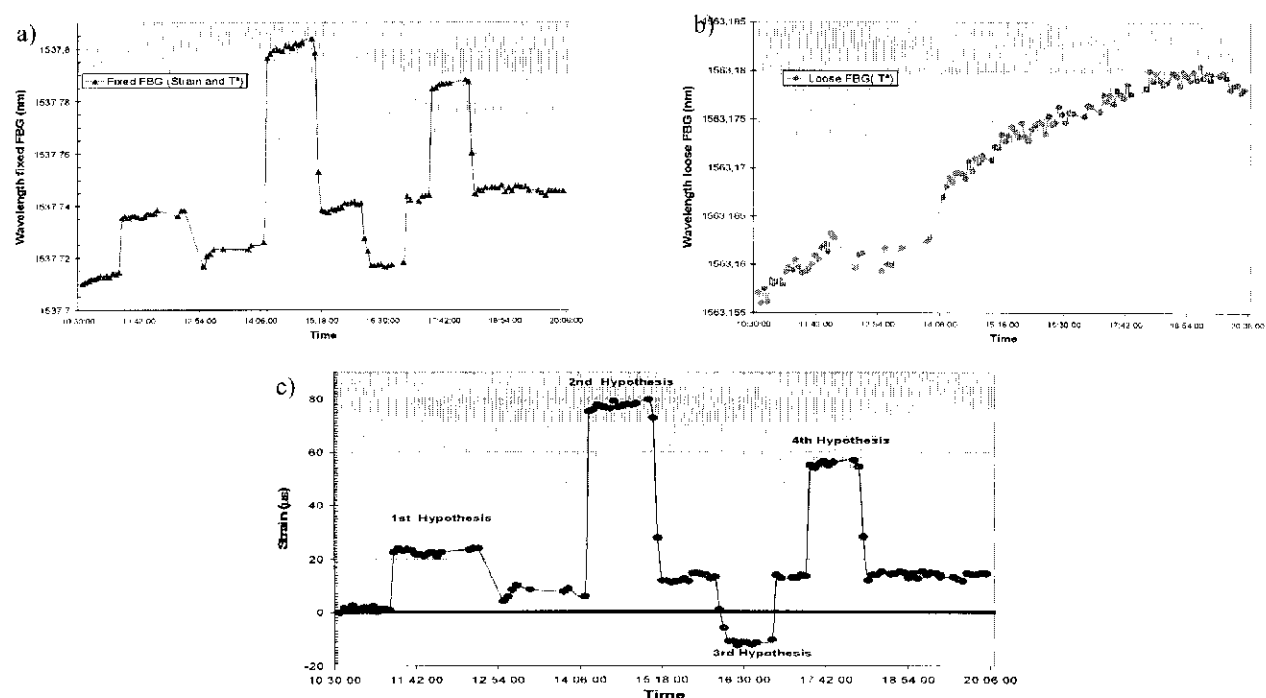 a)
1537.8
1537.78
1537.76
1537.74
1537.72
1537.7
Wavelength fixed FBG (nm)
Fixed FBG (Strain and Tª)
10:30:00 11:42:00 12:54:00 14:06:00 15:18:00 16:30:00 17:42:00 18:54:00 20:06:00
Time
b)
1563,185
1563,18
1563,175
1563,17
1563,165
1563,16
1563,155
Wavelength loose FBG (nm)
Loose FBG( Tª)
10:30:00 11:40:00 12:54:00 14:06:00 15:16:00 17:42:00 18:54:00
Time
c)
80
60
40
20
0
-20
Strain (µs)
2nd Hypothesis
4th Hypothesis
1st Hypothesis
3rd Hypothesis
10 30 00 11 42 00 12 54 00 14 06 00 15 18 00 16 30 00 17 42 00 18 54 00 20 06 00
Time